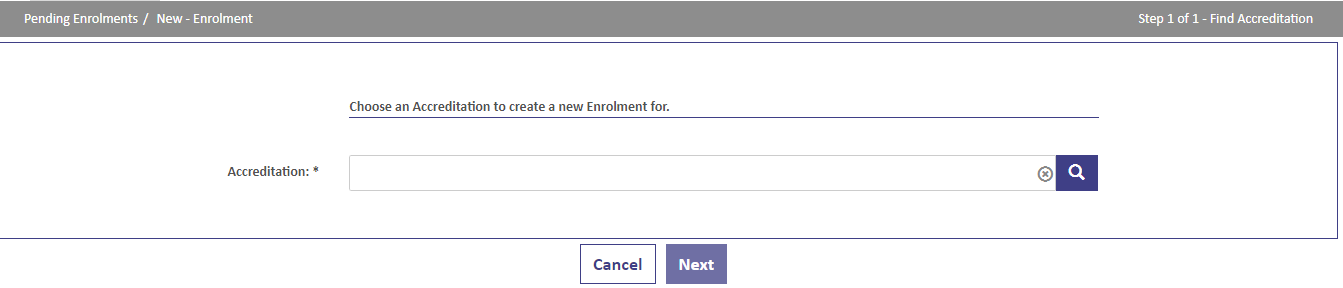 Pending Enrolments / New - Enrolment
Step 1 of 1 - Find Accreditation
Choose an Accreditation to create a new Enrolment for.
Accreditation: *
Cancel
Next